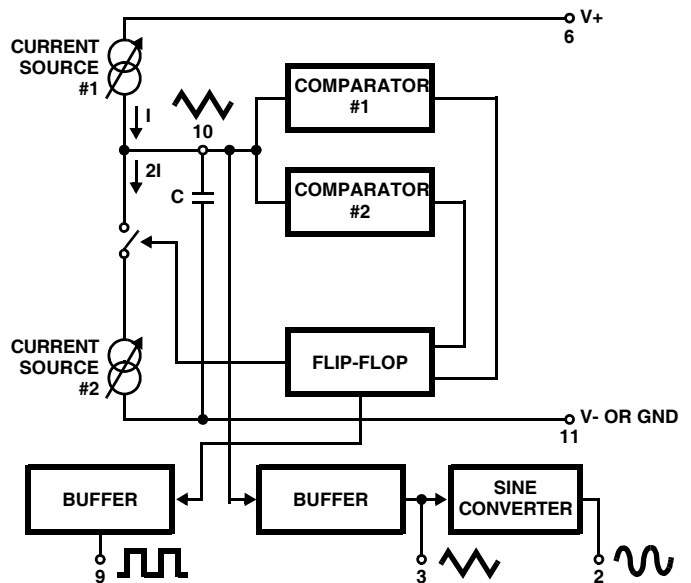 V+
6
CURRENT
SOURCE
#1
I
10
COMPARATOR
#1
2I
C
COMPARATOR
#2
CURRENT
SOURCE
#2
FLIP-FLOP
V- OR GND
11
BUFFER
BUFFER
SINE
CONVERTER
9
3
2